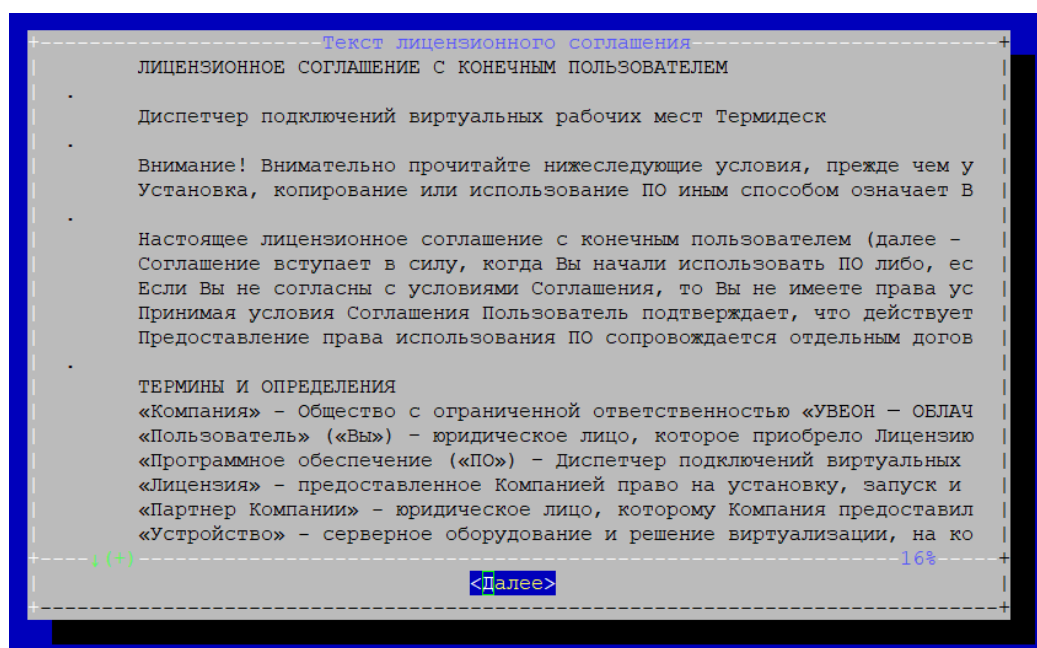 Текст лицензионного соглашения
ЛИЦЕНЗИОННОЕ СОГЛАШЕНИЕ С КОНЕЧНЫМ ПОЛЬЗОВАТЕЛЕМ
.
Диспетчер подключений виртуальных рабочих мест Термидеск
.
Внимание! Внимательно прочитайте нижеследующие условия, прежде чем у
Установка, копирование или использование ПО иным способом означает В
.
Настоящее лицензионное соглашение с конечным пользователем (далее –
Соглашение вступает в силу, когда Вы начали использовать ПО либо, ес
Если Вы не согласны с условиями Соглашения, то Вы не имеете права ус
Принимая условия Соглашения Пользователь подтверждает, что действует
Предоставление права использования ПО сопровождается отдельным догов
.
ТЕРМИНЫ И ОПРЕДЕЛЕНИЯ
«Компания» – Общество с ограниченной ответственностью «УВЕОН — ОБЛАЧ
«Пользователь» («Вы») – юридическое лицо, которое приобрело Лицензию
«Программное обеспечение («ПО») – Диспетчер подключений виртуальных
«Лицензия» – предоставленное Компанией право на установку, запуск и
«Партнер Компании» – юридическое лицо, которому Компания предоставил
«Устройство» – серверное оборудование и решение виртуализации, на ко
↓(+) 16%
<Далее>